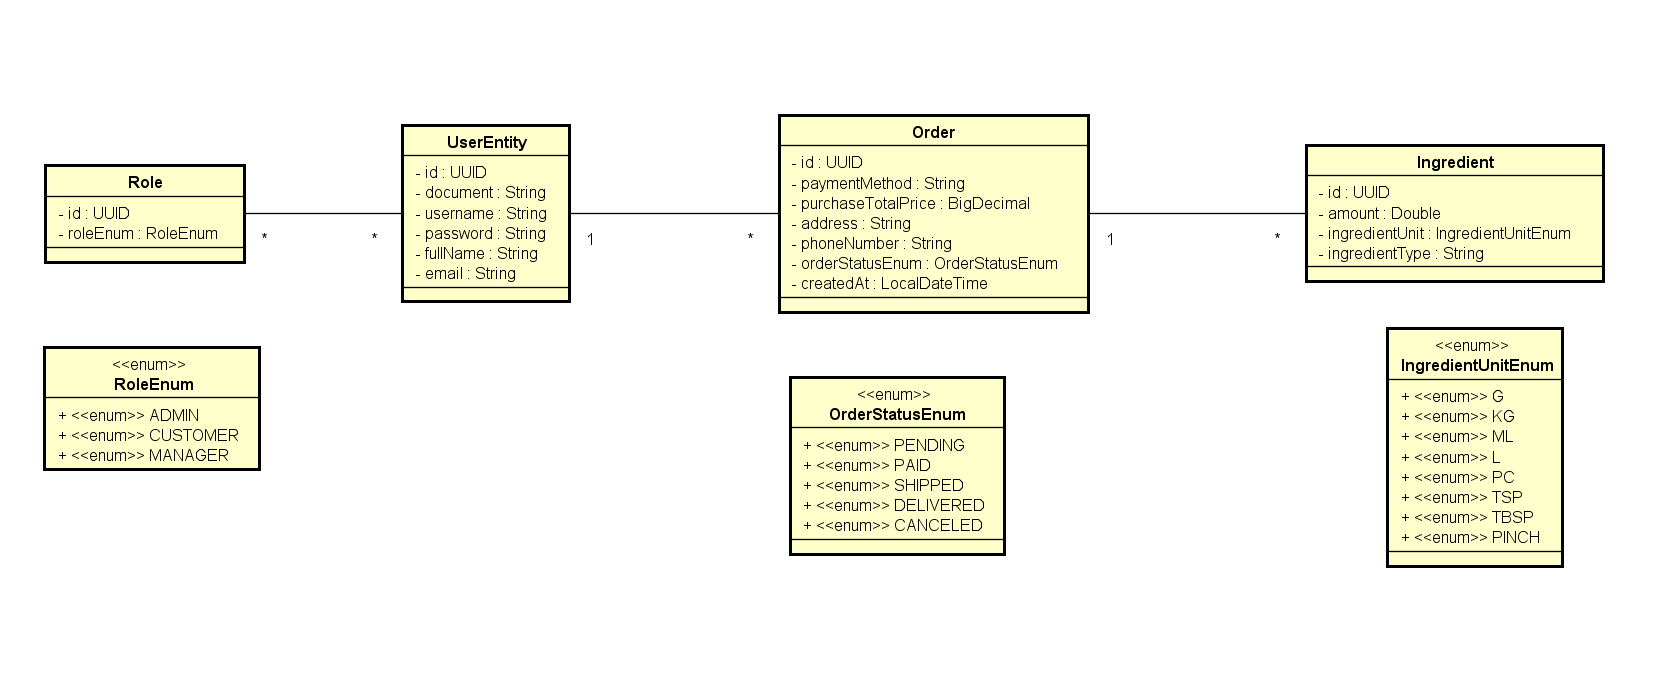 Role
- id : UUID
- roleEnum : RoleEnum
*
*
UserEntity
- id : UUID
- document : String
- username : String
- password : String
- fullName : String
- email : String
1
*
Order
- id : UUID
- paymentMethod : String
- purchaseTotalPrice : BigDecimal
- address : String
- phoneNumber : String
- orderStatusEnum : OrderStatusEnum
- createdAt : LocalDateTime
1
*
Ingredient
- id : UUID
- amount : Double
- ingredientUnit : IngredientUnitEnum
- ingredientType : String
<<enum>>
RoleEnum
+ <<enum>> ADMIN
+ <<enum>> CUSTOMER
+ <<enum>> MANAGER
<<enum>>
OrderStatusEnum
+ <<enum>> PENDING
+ <<enum>> PAID
+ <<enum>> SHIPPED
+ <<enum>> DELIVERED
+ <<enum>> CANCELED
<<enum>>
IngredientUnitEnum
+ <<enum>> G
+ <<enum>> KG
+ <<enum>> ML
+ <<enum>> L
+ <<enum>> PC
+ <<enum>> TSP
+ <<enum>> TBSP
+ <<enum>> PINCH